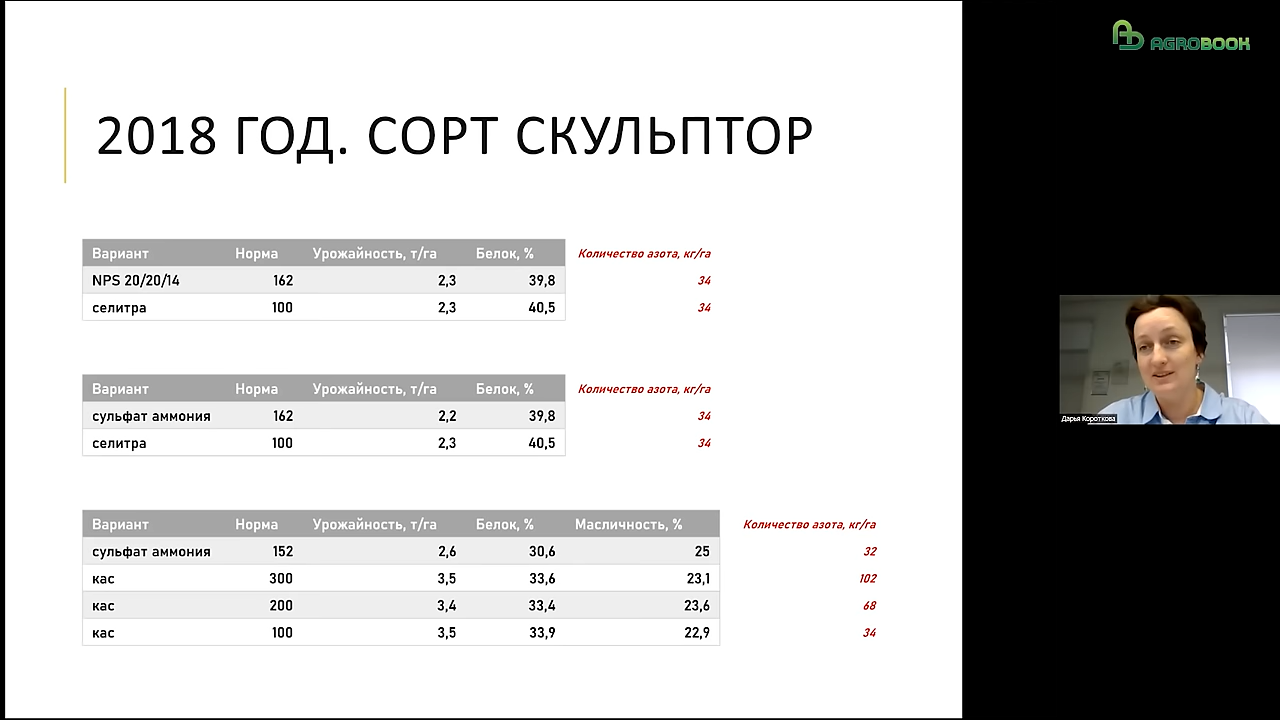 AGROBOOK
2018 ГОД. СОРТ СКУЛЬПТОР
Вариант Норма Урожайность, т/га Белок, % Количество азота, кг/га
NPS 20/20/14 162 2,3 39,8 34
селитра 100 2,3 40,5 34
Вариант Норма Урожайность, т/га Белок, % Количество азота, кг/га
сульфат аммония 162 2,2 39,8 34
селитра 100 2,3 40,5 34
Вариант Норма Урожайность, т/га Белок, % Масличность, % Количество азота, кг/га
сульфат аммония 152 2,6 30,6 25 32
кас 300 3,5 33,6 23,1 102
кас 200 3,4 33,4 23,6 68
кас 100 3,5 33,9 22,9 34
Дарья Короткова